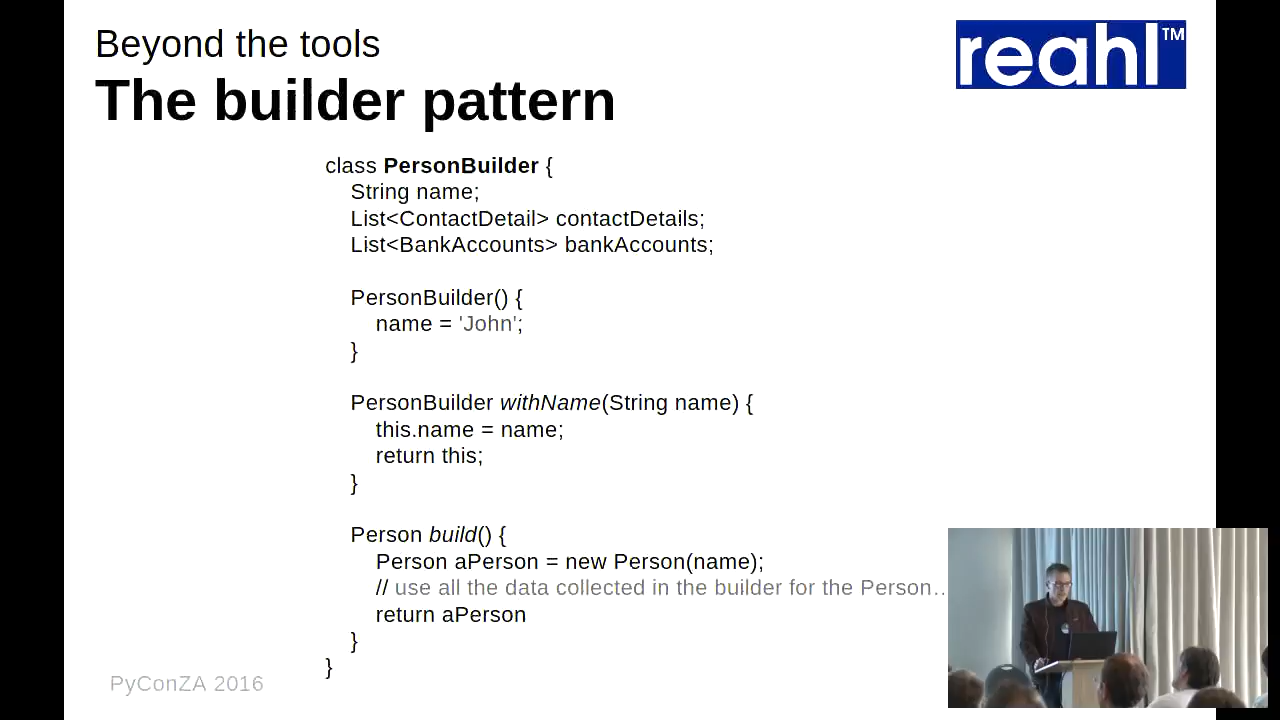 Beyond the tools
The builder pattern
reahl™
class PersonBuilder {
String name;
List<ContactDetail> contactDetails;
List<BankAccounts> bankAccounts;
PersonBuilder() {
name = 'John';
}
PersonBuilder withName(String name) {
this.name = name;
return this;
}
Person build() {
Person aPerson = new Person(name);
// use all the data collected in the builder for the Person..
return aPerson
}
}
PyConZA 2016